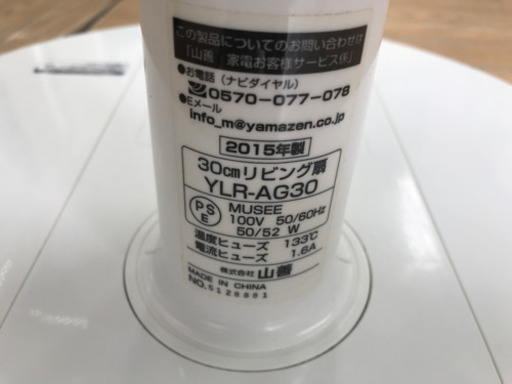 この製品についてのお問い合わせは
「山善 家電お客様サービス係」
●お電話（ナビダイヤル）
0570-077-078
●Eメール
info_m@yamazen.co.jp
2015年製
30cmリビング扇
YLR-AG30
PS
E
MUSEE
100V 50/60Hz
50/52 W
温度ヒューズ 133℃
電流ヒューズ 1.6A
株式会社 山善
MADE IN CHINA
NO.5128881